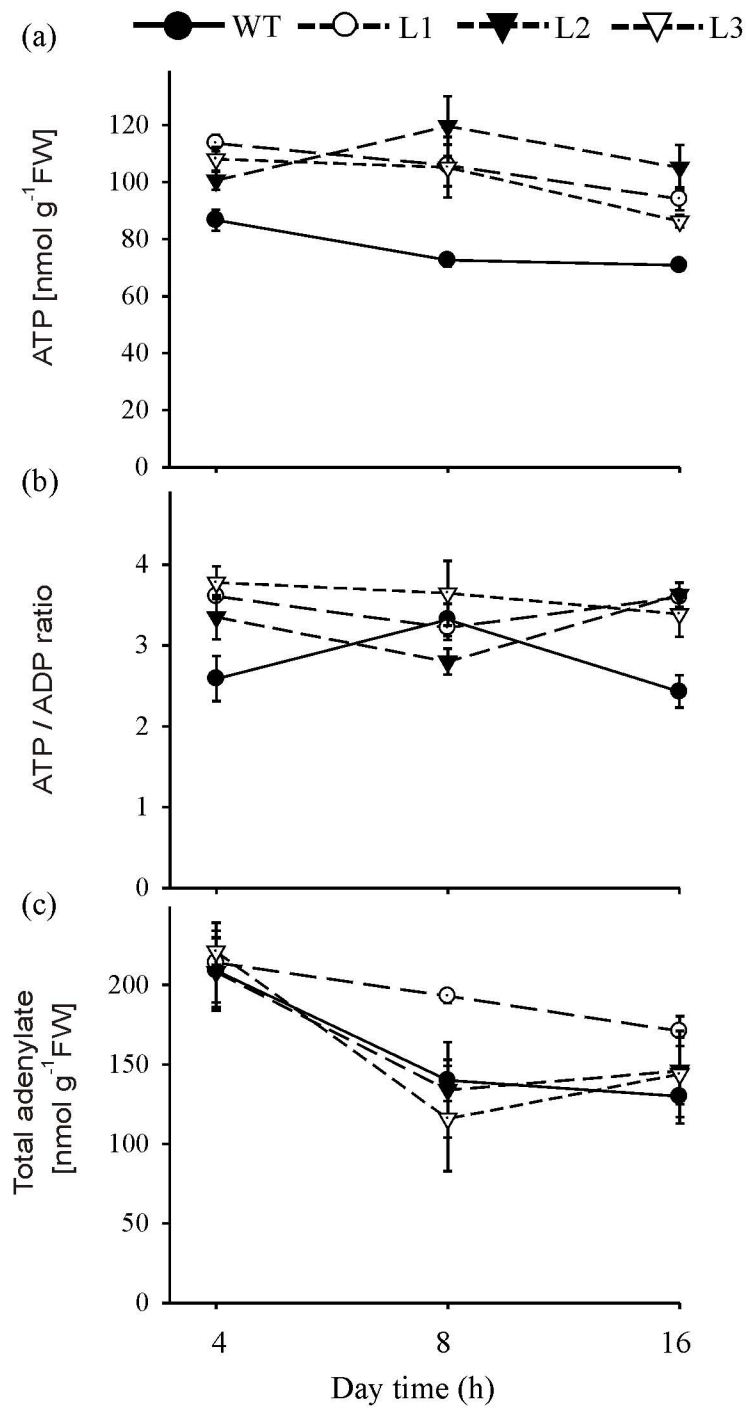 (a) WT L1 L2 L3
ATP [nmol g⁻¹FW]
120
100
80
60
40
20
0
(b)
ATP / ADP ratio
4
3
2
1
0
(c)
Total adenylate
[nmol g⁻¹FW]
200
150
100
50
0
4 8 16
Day time (h)